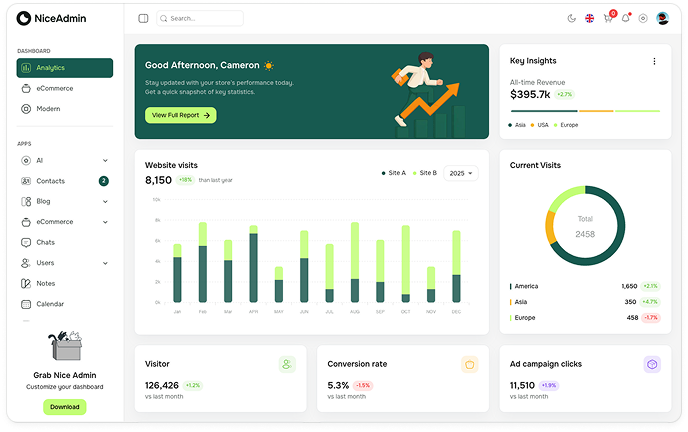 NiceAdmin
Search...
0
DASHBOARD
Analytics
eCommerce
Modern
APPS
AI
Contacts
2
Blog
eCommerce
Chats
Users
Notes
Calendar
Grab Nice Admin
Customize your dashboard
Download
Good Afternoon, Cameron
Stay updated with your store's performance today.
Get a quick snapshot of key statistics.
View Full Report
Key Insights
All-time Revenue
$395.7k +2.7%
Asia USA Europe
Website visits
8,150 +18% than last year
Site A Site B
2025
10k
8k
6k
4k
2k
0k
Jan Feb Mar APR MAY JUN JUL AUG SEP OCT NOV DEC
Current Visits
Total
2458
America 1,650 +2.1%
Asia 350 +4.7%
Europe 458 -1.7%
Visitor
126,426 +1.2%
vs last month
Conversion rate
5.3% -1.5%
vs last month
Ad campaign clicks
11,510 +1.9%
vs last month